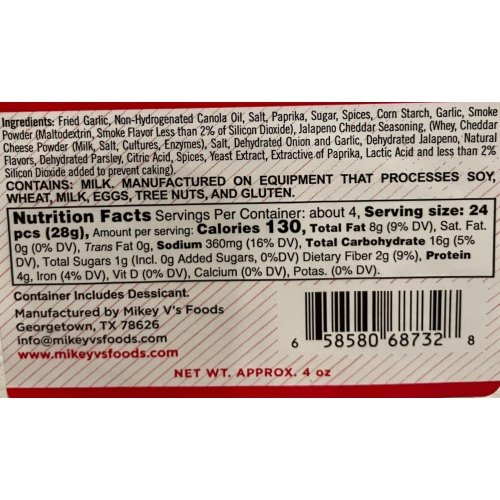 Ingredients: Fried Garlic, Non-Hydrogenated Canola Oil, Salt, Paprika, Sugar, Spices, Corn Starch, Garlic, Smoke
Powder (Maltodextrin, Smoke Flavor Less than 2% of Silicon Dioxide), Jalapeno Cheddar Seasoning, (Whey, Cheddar
Cheese Powder (Milk, Salt, Cultures, Enzymes), Salt, Dehydrated Onion and Garlic, Dehydrated Jalapeno, Natural
Flavors, Dehydrated Parsley, Citric Acid, Spices, Yeast Extract, Extractive of Paprika, Lactic Acid and less than 2%
Silicon Dioxide added to prevent caking).
CONTAINS: MILK. MANUFACTURED ON EQUIPMENT THAT PROCESSES SOY,
WHEAT, MILK, EGGS, TREE NUTS, AND GLUTEN.
Nutrition Facts Servings Per Container: about 4, Serving size: 24
pcs (28g), Amount per serving: Calories 130, Total Fat 8g (9% DV), Sat. Fat.
0g (0% DV), Trans Fat 0g, Sodium 360mg (16% DV), Total Carbohydrate 16g (5%
DV), Total Sugars 1g (Incl. 0g Added Sugars, 0%DV) Dietary Fiber 2g (9%), Protein
4g, Iron (4% DV), Vit D (0% DV), Calcium (0% DV), Potas. (0% DV).
Container Includes Dessicant.
Manufactured by Mikey V's Foods
Georgetown, TX 78626
info@mikeyvsfoods.com
www.mikeyvsfoods.com
6 58580 68732 8
NET WT. APPROX. 4 oz